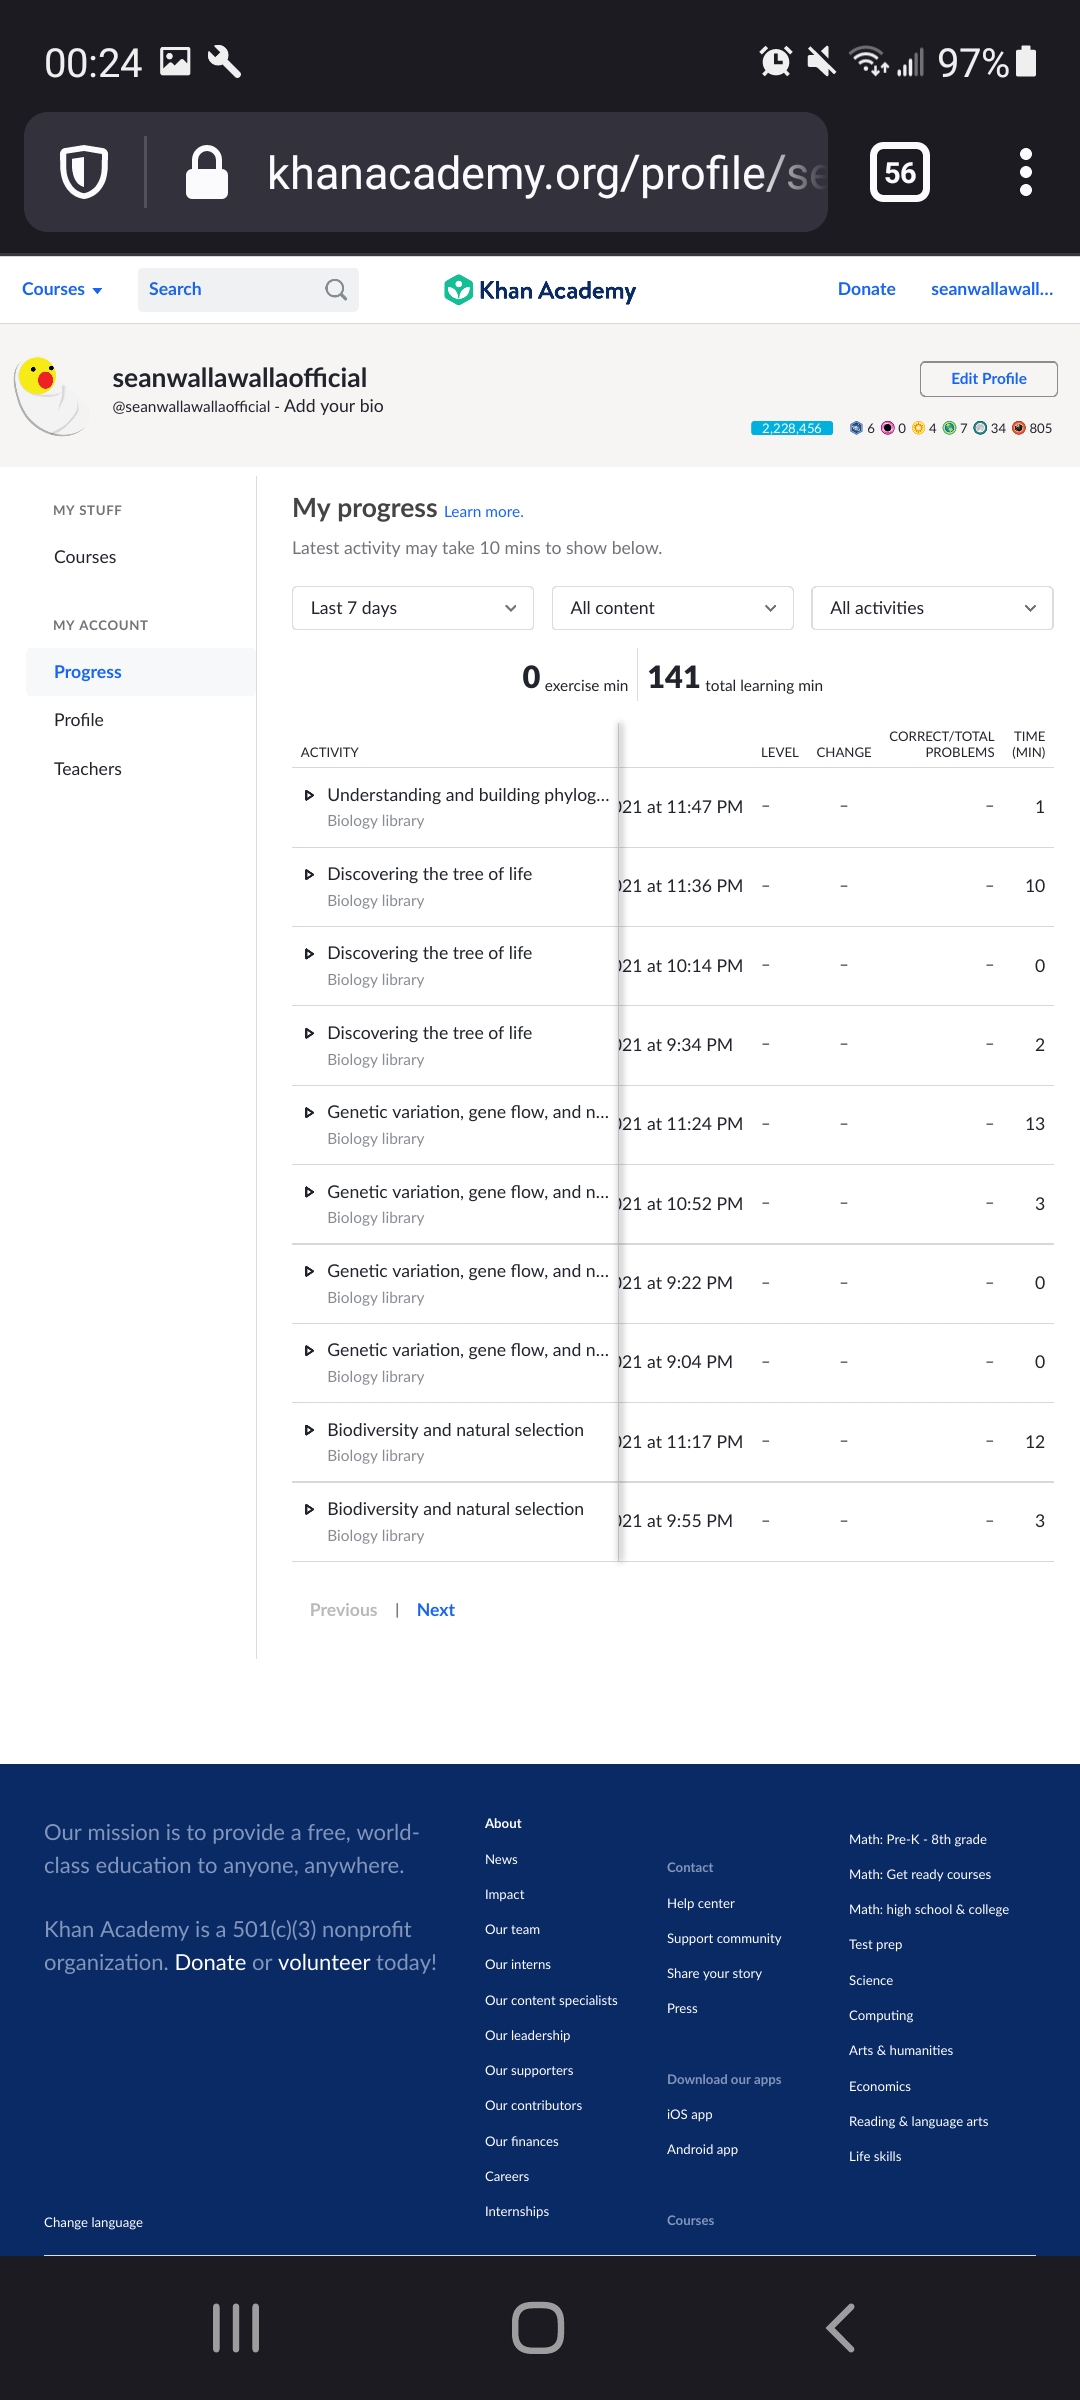 00:24
97%
khanacademy.org/profile/se
56
Courses
Search
Khan Academy
Donate
seanwallawall...
seanwallawallaofficial
@seanwallawallaofficial - Add your bio
Edit Profile
2,228,456
6
0
4
7
34
805
MY STUFF
Courses
MY ACCOUNT
Progress
Profile
Teachers
My progress Learn more.
Latest activity may take 10 mins to show below.
Last 7 days
All content
All activities
0 exercise min
141 total learning min
ACTIVITY
LEVEL
CHANGE
CORRECT/TOTAL
PROBLEMS
TIME
(MIN)
Understanding and building phylog...
Biology library
021 at 11:47 PM – – – 1
Discovering the tree of life
Biology library
021 at 11:36 PM – – – 10
Discovering the tree of life
Biology library
021 at 10:14 PM – – – 0
Discovering the tree of life
Biology library
021 at 9:34 PM – – – 2
Genetic variation, gene flow, and n...
Biology library
021 at 11:24 PM – – – 13
Genetic variation, gene flow, and n...
Biology library
021 at 10:52 PM – – – 3
Genetic variation, gene flow, and n...
Biology library
021 at 9:22 PM – – – 0
Genetic variation, gene flow, and n...
Biology library
021 at 9:04 PM – – – 0
Biodiversity and natural selection
Biology library
021 at 11:17 PM – – – 12
Biodiversity and natural selection
Biology library
021 at 9:55 PM – – – 3
Previous | Next
Our mission is to provide a free, world-
class education to anyone, anywhere.
Khan Academy is a 501(c)(3) nonprofit
organization. Donate or volunteer today!
Change language
About
News
Impact
Our team
Our interns
Our content specialists
Our leadership
Our supporters
Our contributors
Our finances
Careers
Internships
Contact
Help center
Support community
Share your story
Press
Download our apps
iOS app
Android app
Courses
Math: Pre-K - 8th grade
Math: Get ready courses
Math: high school & college
Test prep
Science
Computing
Arts & humanities
Economics
Reading & language arts
Life skills